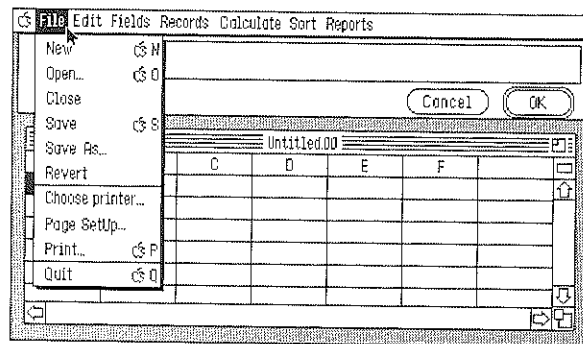 File Edit Fields Records Calculate Sort Reports
New N
Open... O
Close
Save S
Save As...
Revert
Choose printer...
Page SetUp...
Print... P
Quit Q
Cancel OK
Untitled.00
C D E F